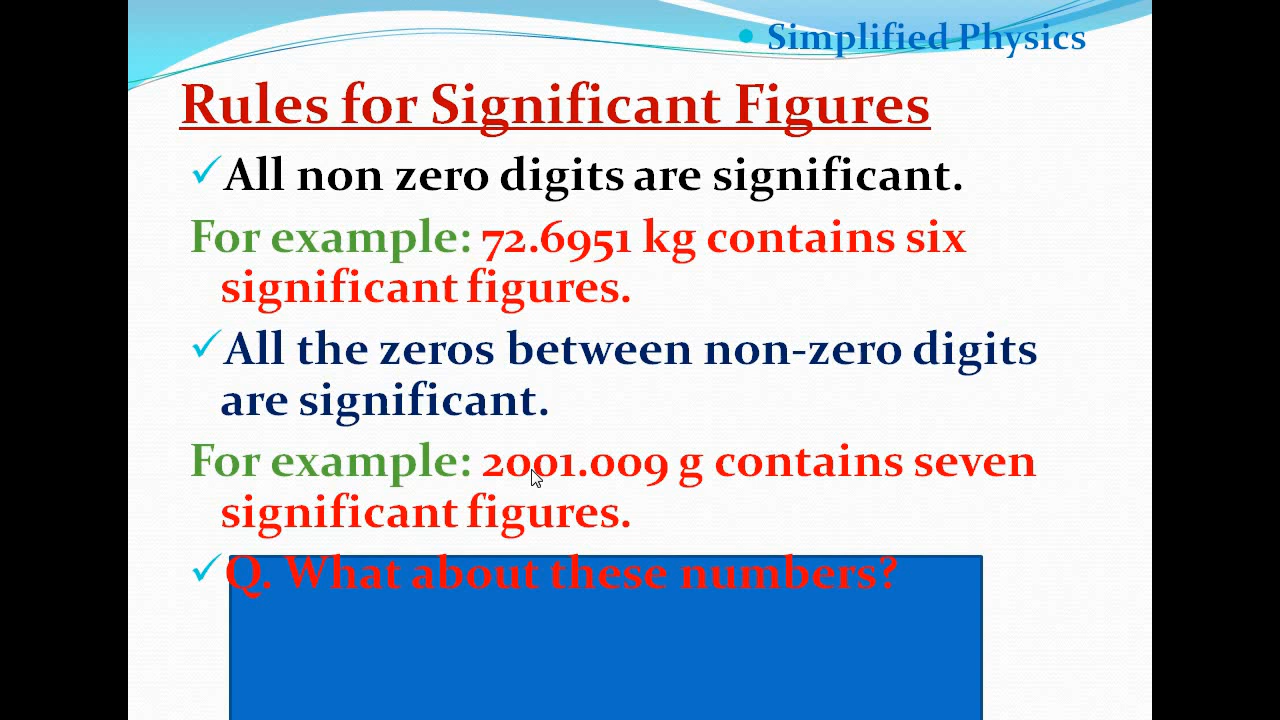 Simplified Physics
Rules for Significant Figures
All non zero digits are significant.
For example: 72.6951 kg contains six
significant figures.
All the zeros between non-zero digits
are significant.
For example: 2001.009 g contains seven
significant figures.
Q. What about these numbers?